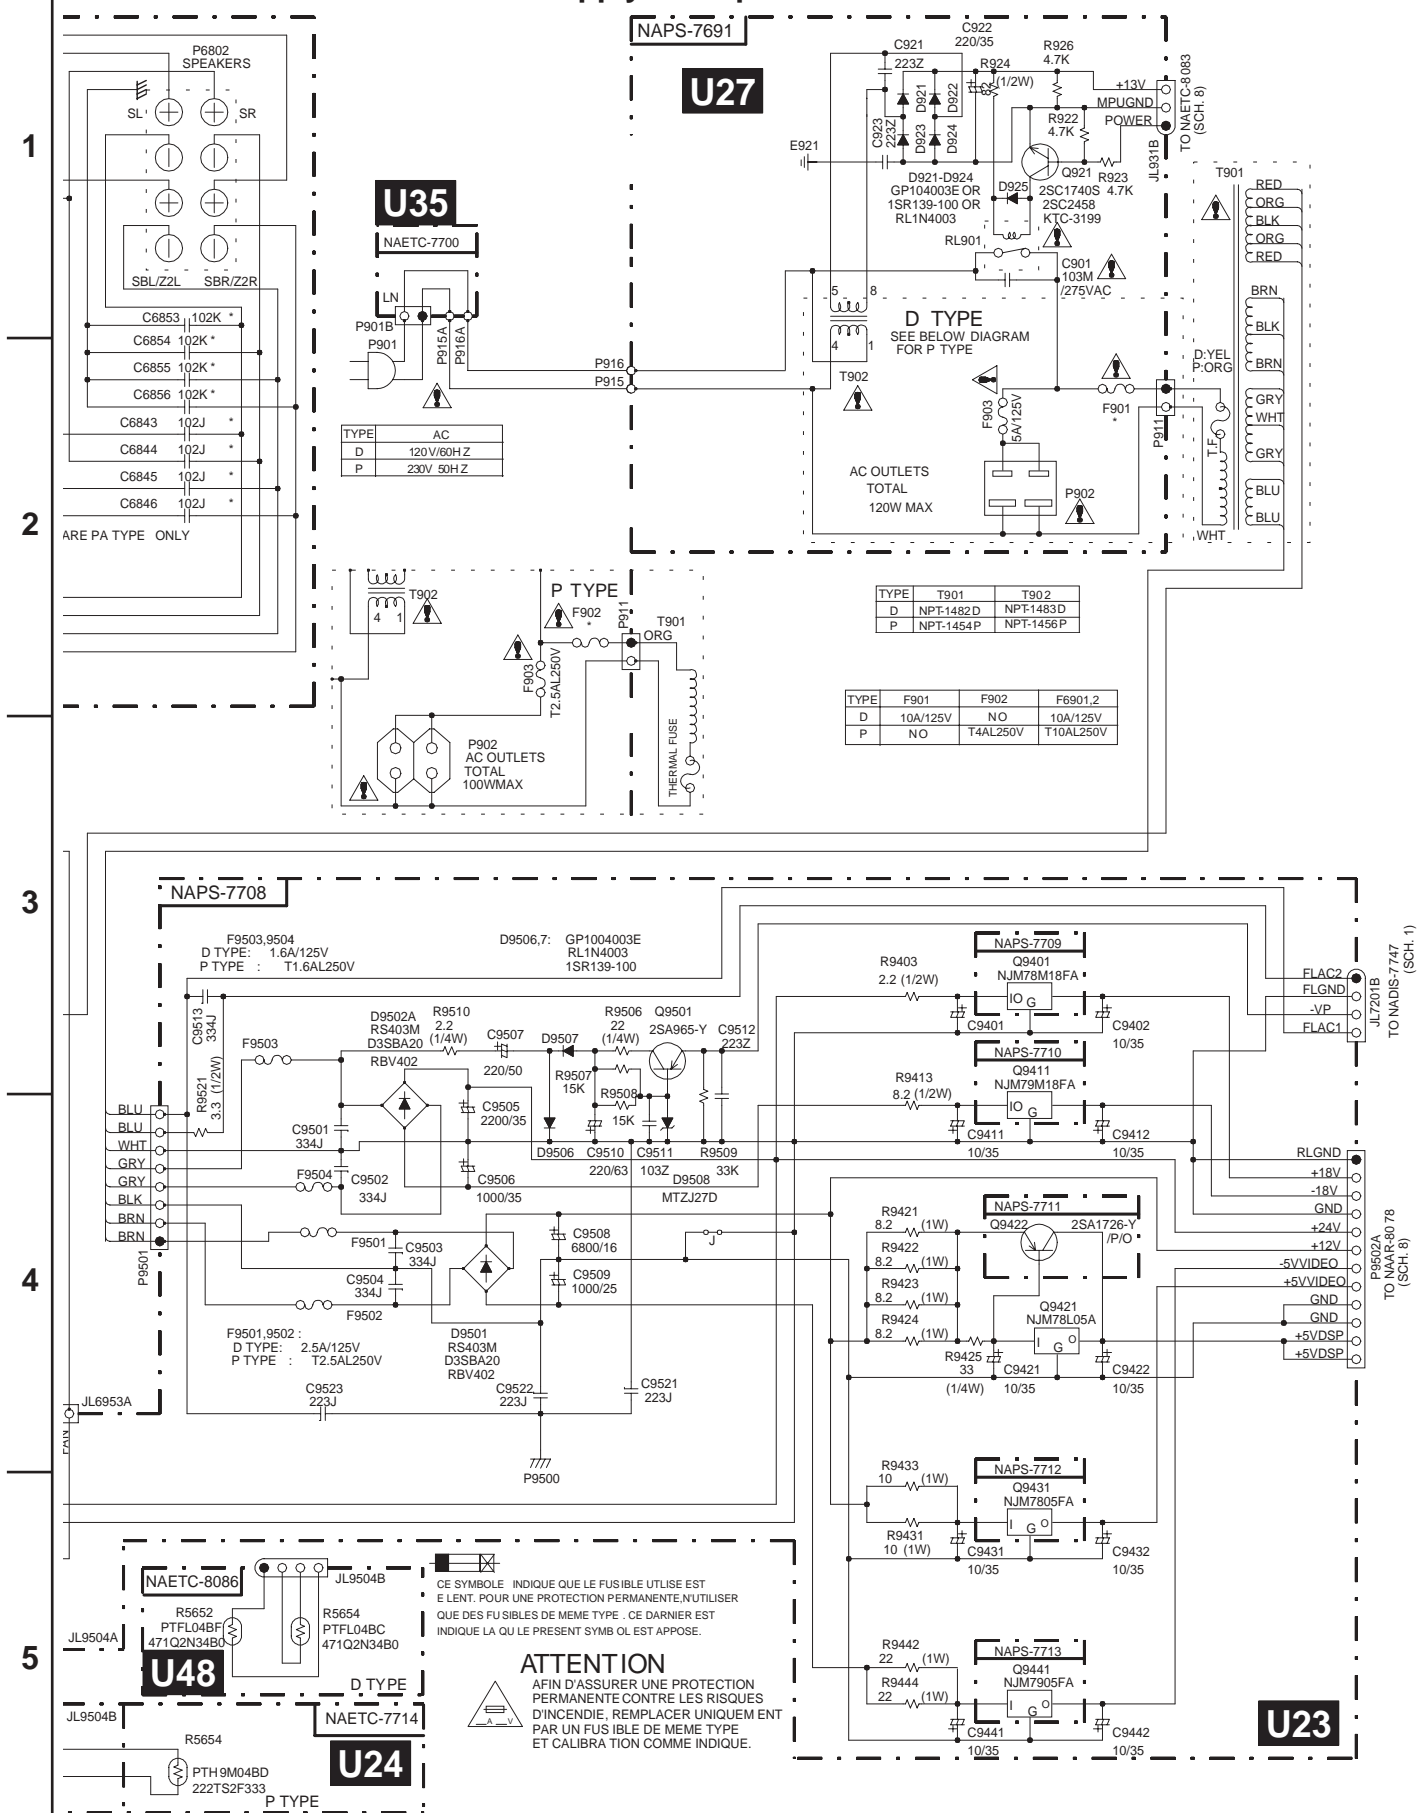 NAPS-7691
U27
C921
223Z
C922
220/35
R924
82
(1/2W)
R926
4.7K
+13V
MPUGND
POWER
JL931B
TO NAETC-8083
(SCH. 8)
P6802
SPEAKERS
SL
SR
SBL/Z2L
SBR/Z2R
1
E921
C923
223Z
D921
D922
D923
D924
R922
4.7K
Q921
2SC1740S
2SC2458
KTC-3199
R923
4.7K
D921-D924
GP104003E OR
1SR139-100 OR
RL1N4003
D925
RL901
C901
103M
/275VAC
T901
RED
ORG
BLK
ORG
RED
BRN
BLK
BRN
GRY
WHT
GRY
BLU
BLU
U35
NAETC-7700
LN
P901B
P901
P915A
P916A
P916
P915
5
8
4
1
T902
D TYPE
SEE BELOW DIAGRAM
FOR P TYPE
D:YEL
P:ORG
F903
5A/125V
F901
*
P911
T.F
WHT
AC OUTLETS
TOTAL
120W MAX
P902
C6853 102K *
C6854 102K *
C6855 102K *
C6856 102K *
C6843 102J *
C6844 102J *
C6845 102J *
C6846 102J *
ARE PA TYPE ONLY
2
TYPE AC
D 120V/60HZ
P 230V 50HZ
T902
4 1
P TYPE
F902
*
P911
T901
ORG
F903
T2.5AL250V
P902
AC OUTLETS
TOTAL
100WMAX
THERMAL FUSE
TYPE T901 T902
D NPT-1482D NPT-1483D
P NPT-1454P NPT-1456P
TYPE F901 F902 F6901,2
D 10A/125V NO 10A/125V
P NO T4AL250V T10AL250V
3
NAPS-7708
F9503,9504
D TYPE: 1.6A/125V
P TYPE : T1.6AL250V
D9506,7: GP1004003E
RL1N4003
1SR139-100
C9513
334J
R9521
3.3 (1/2W)
F9503
D9502A
RS403M
D3SBA20
RBV402
R9510
2.2
(1/4W)
C9507
220/50
D9507
R9506
22
(1/4W)
Q9501
2SA965-Y
C9512
223Z
R9507
15K
R9508
15K
R9403
2.2 (1/2W)
NAPS-7709
Q9401
NJM78M18FA
IO G
C9401
C9402
10/35
NAPS-7710
Q9411
NJM79M18FA
IO G
R9413
8.2 (1/2W)
C9411
10/35
C9412
10/35
FLAC2
FLGND
-VP
FLAC1
JL7201B
TO NADIS-7747
(SCH. 1)
BLU
BLU
WHT
GRY
GRY
BLK
BRN
BRN
P9501
C9501
334J
F9504
C9502
334J
C9505
2200/35
C9506
1000/35
D9506
C9510
220/63
C9511
103Z
R9509
33K
D9508
MTZJ27D
F9501
C9503
334J
C9504
334J
F9502
C9508
6800/16
C9509
1000/25
J
4
F9501,9502 :
D TYPE: 2.5A/125V
P TYPE : T2.5AL250V
D9501
RS403M
D3SBA20
RBV402
C9523
223J
C9522
223J
C9521
223J
P9500
R9421
8.2 (1W)
R9422
8.2 (1W)
R9423
8.2 (1W)
R9424
8.2 (1W)
R9425
33
(1/4W)
NAPS-7711
Q9422
2SA1726-Y
/P/O
Q9421
NJM78L05A
I G O
C9421
10/35
C9422
10/35
RLGND
+18V
-18V
GND
+24V
+12V
-5VVIDEO
+5VVIDEO
GND
GND
+5VDSP
+5VDSP
P9502A
TO NAAR-80 78
(SCH. 8)
JL6953A
FAN
R9433
10 (1W)
R9431
10 (1W)
NAPS-7712
Q9431
NJM7805FA
I G O
C9431
10/35
C9432
10/35
5
NAETC-8086
JL9504B
R5652
PTFL04BF
471Q2N34B0
R5654
PTFL04BC
471Q2N34B0
JL9504A
U48
D TYPE
JL9504B
NAETC-7714
R5654
PTH9M04BD
222TS2F333
U24
P TYPE
CE SYMBOLE INDIQUE QUE LE FUSIBLE UTLISE EST
E LENT. POUR UNE PROTECTION PERMANENTE,N'UTILISER
QUE DES FUSIBLES DE MEME TYPE . CE DARNIER EST
INDIQUE LA QU LE PRESENT SYMB OL EST APPOSE.
ATTENTION
AFIN D'ASSURER UNE PROTECTION
PERMANENTE CONTRE LES RISQUES
D'INCENDIE, REMPLACER UNIQUEM ENT
PAR UN FUS IBLE DE MEME TYPE
ET CALIBRA TION COMME INDIQUE.
A V
R9442
22 (1W)
R9444
22 (1W)
NAPS-7713
Q9441
NJM7905FA
I G O
C9441
10/35
C9442
10/35
U23